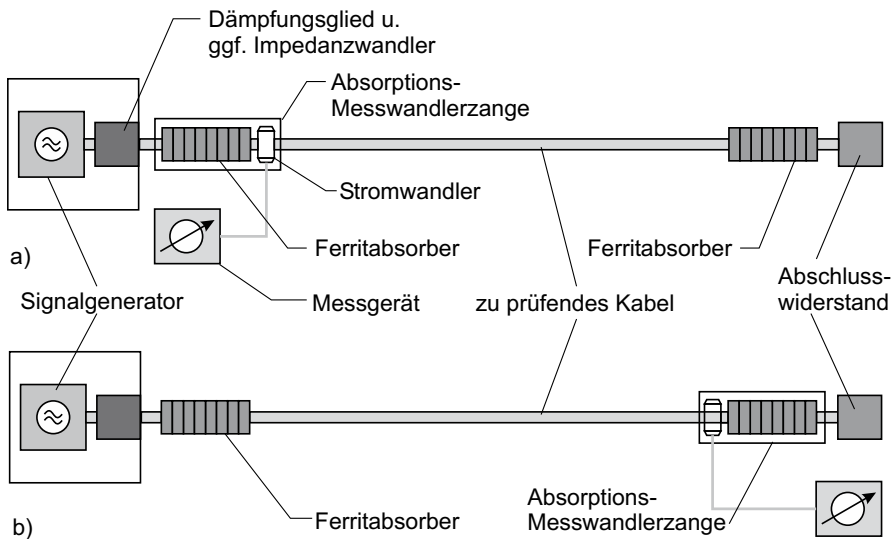 Dämpfungsglied u.
ggf. Impedanzwandler
Absorptions-
Messwandlerzange
Stromwandler
Ferritabsorber
Ferritabsorber
a)
Signalgenerator
Messgerät
zu prüfendes Kabel
Abschluss-
widerstand
Ferritabsorber
Absorptions-
Messwandlerzange
b)